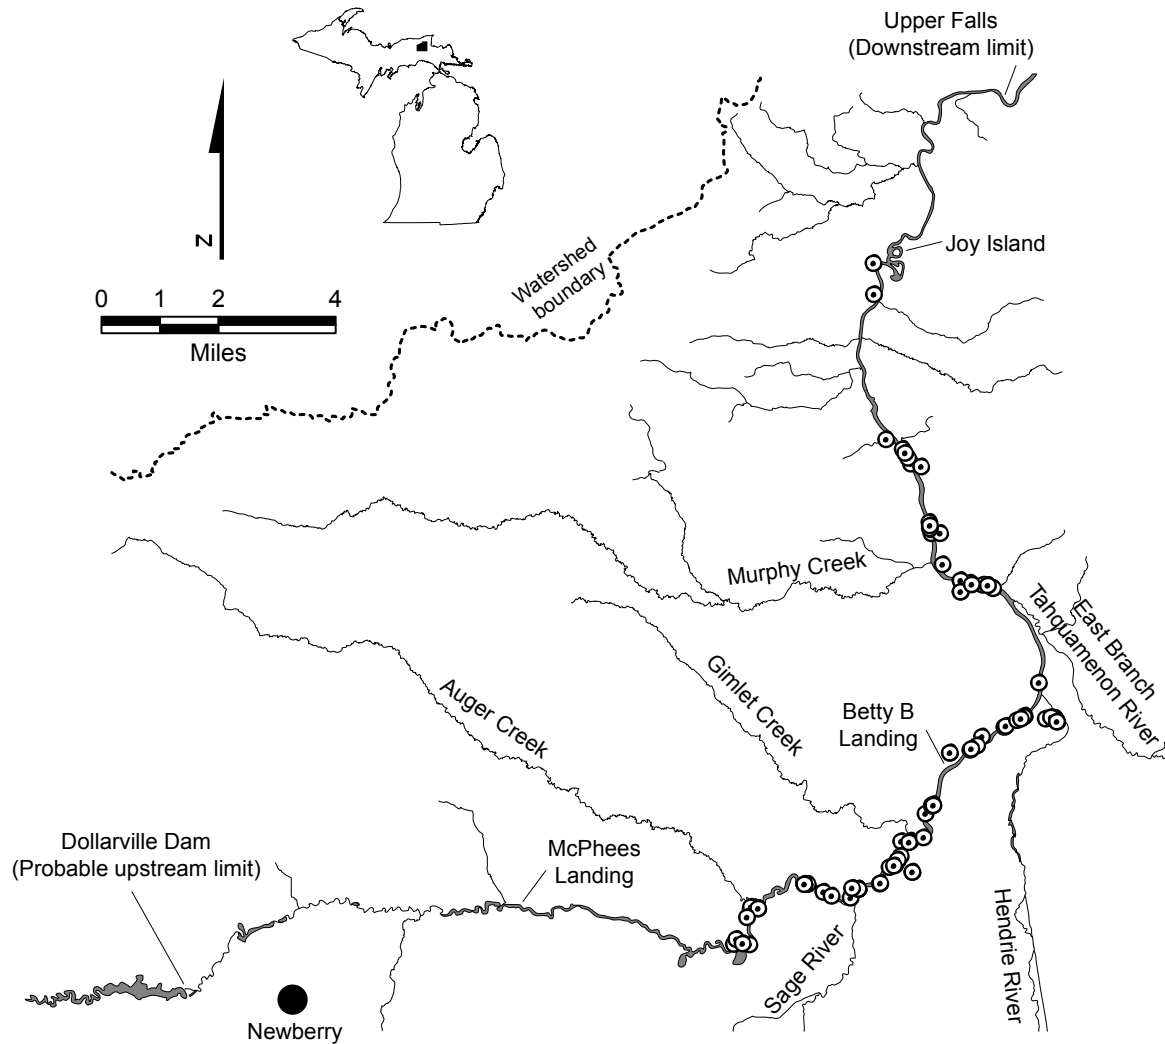 Upper Falls
(Downstream limit)
N
Watershed
boundary
Joy Island
0 1 2 4
Miles
Murphy Creek
East Branch
Tahquamenon River
Gimlet Creek
Auger Creek
Betty B
Landing
Dollarville Dam
(Probable upstream limit)
McPhees
Landing
Sage River
Hendrie River
Newberry